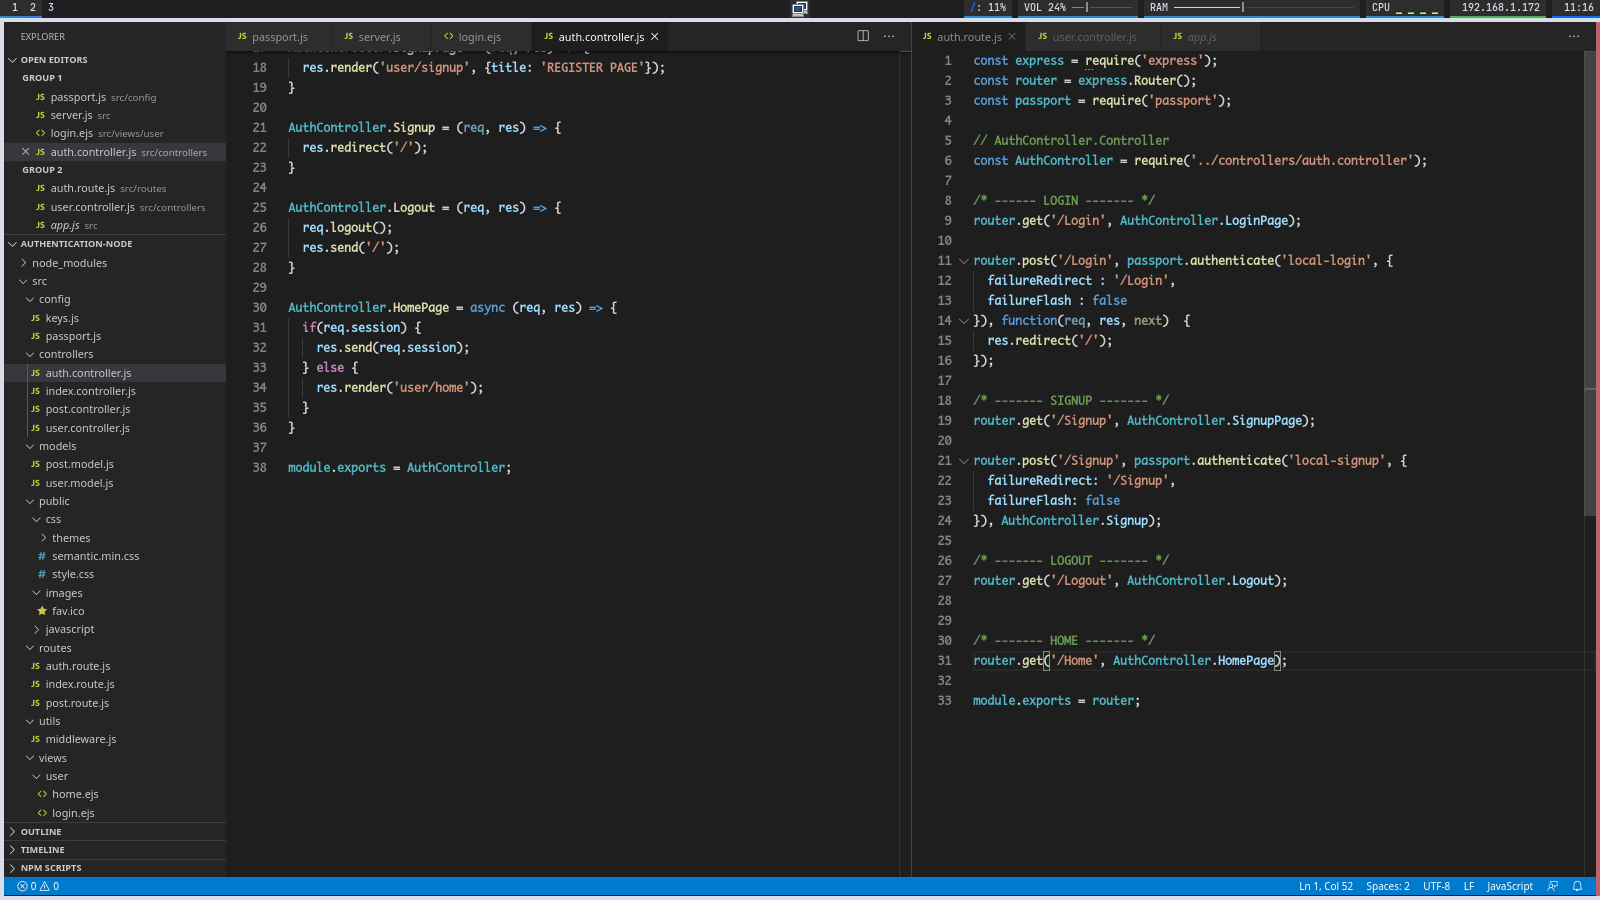 1 2 3
/: 11% VOL 24% RAM CPU 192.168.1.172 11:16
EXPLORER
OPEN EDITORS
GROUP 1
JS passport.js src/config
JS server.js src
<> login.ejs src/views/user
JS auth.controller.js src/controllers
GROUP 2
JS auth.route.js src/routes
JS user.controller.js src/controllers
JS app.js src
AUTHENTICATION-NODE
node_modules
src
config
JS keys.js
JS passport.js
controllers
JS auth.controller.js
JS index.controller.js
JS post.controller.js
JS user.controller.js
models
JS post.model.js
JS user.model.js
public
css
themes
# semantic.min.css
# style.css
images
fav.ico
javascript
routes
JS auth.route.js
JS index.route.js
JS post.route.js
utils
JS middleware.js
views
user
<> home.ejs
<> login.ejs
OUTLINE
TIMELINE
NPM SCRIPTS
JS passport.js JS server.js <> login.ejs JS auth.controller.js
18 res.render('user/signup', {title: 'REGISTER PAGE'});
19 }
20
21 AuthController.Signup = (req, res) => {
22 res.redirect('/');
23 }
24
25 AuthController.Logout = (req, res) => {
26 req.logout();
27 res.send('/');
28 }
29
30 AuthController.HomePage = async (req, res) => {
31 if(req.session) {
32 res.send(req.session);
33 } else {
34 res.render('user/home');
35 }
36 }
37
38 module.exports = AuthController;
JS auth.route.js JS user.controller.js JS app.js
1 const express = require('express');
2 const router = express.Router();
3 const passport = require('passport');
4
5 // AuthController.Controller
6 const AuthController = require('../controllers/auth.controller');
7
8 /* ------ LOGIN ------- */
9 router.get('/Login', AuthController.LoginPage);
10
11 router.post('/Login', passport.authenticate('local-login', {
12 failureRedirect : '/Login',
13 failureFlash : false
14 }), function(req, res, next) {
15 res.redirect('/');
16 });
17
18 /* ------- SIGNUP ------- */
19 router.get('/Signup', AuthController.SignupPage);
20
21 router.post('/Signup', passport.authenticate('local-signup', {
22 failureRedirect: '/Signup',
23 failureFlash: false
24 }), AuthController.Signup);
25
26 /* ------- LOGOUT ------- */
27 router.get('/Logout', AuthController.Logout);
28
29
30 /* ------- HOME ------- */
31 router.get('/Home', AuthController.HomePage);
32
33 module.exports = router;
0 0
Ln 1, Col 52 Spaces: 2 UTF-8 LF JavaScript